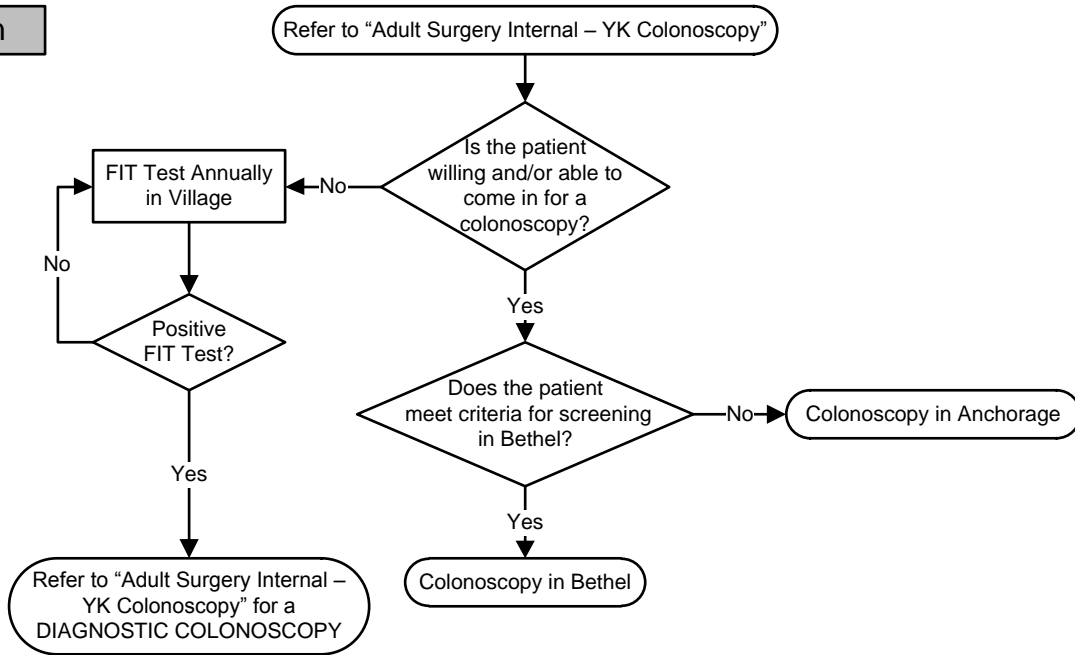 Refer to “Adult Surgery Internal – YK Colonoscopy”
Is the patient
willing and/or able to
come in for a
colonoscopy?
No
FIT Test Annually
in Village
No
Positive
FIT Test?
Yes
Refer to “Adult Surgery Internal –
YK Colonoscopy” for a
DIAGNOSTIC COLONOSCOPY
Yes
Does the patient
meet criteria for screening
in Bethel?
No
Colonoscopy in Anchorage
Yes
Colonoscopy in Bethel